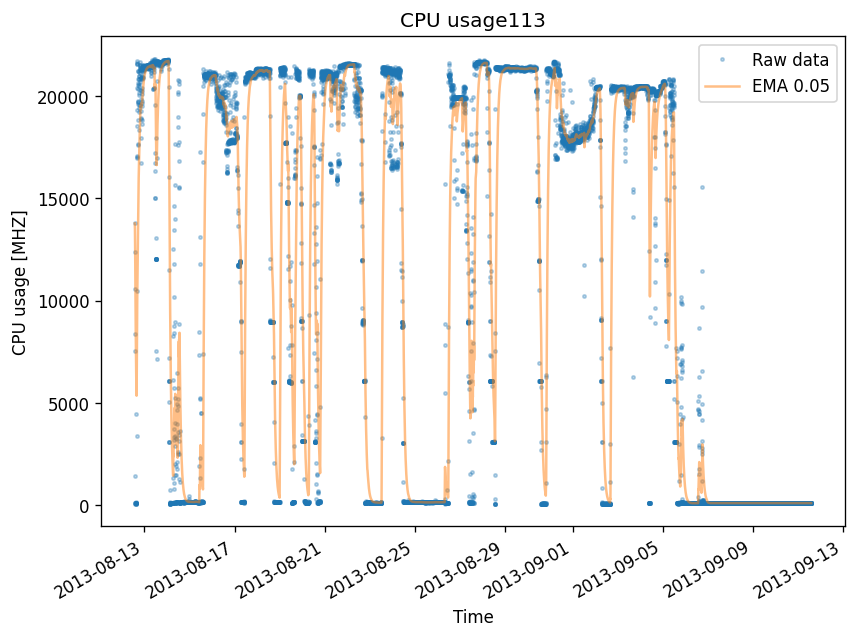 CPU usage113
Raw data
EMA 0.05
CPU usage [MHZ]
20000
15000
10000
5000
0
2013-08-13
2013-08-17
2013-08-21
2013-08-25
2013-08-29
2013-09-01
2013-09-05
2013-09-09
2013-09-13
Time